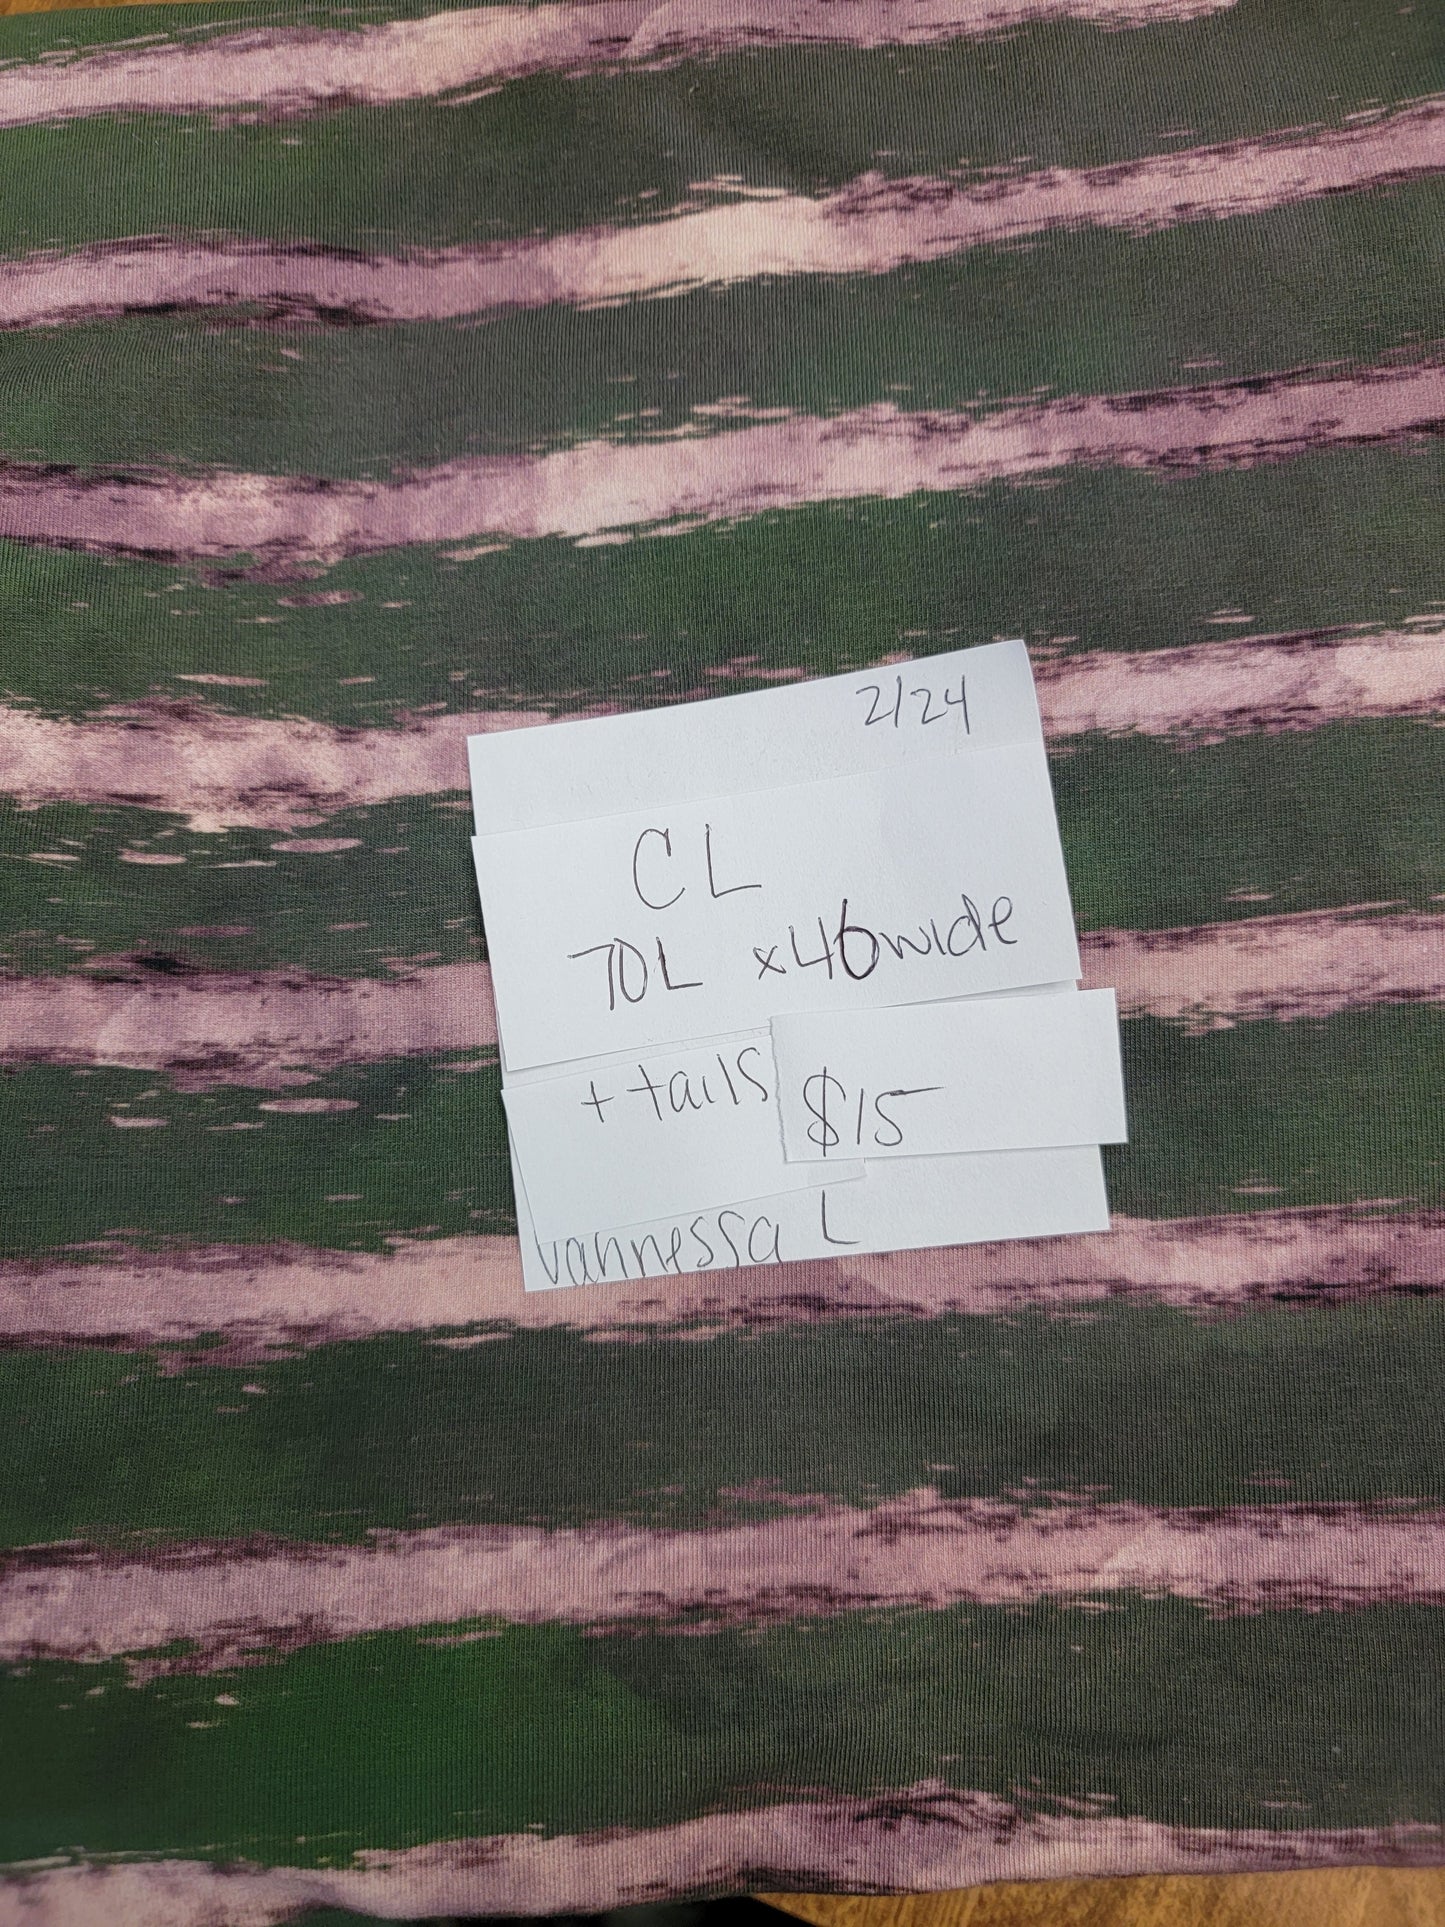 2/24
CL
70L x46wide
+ tails
$15
vannessa L